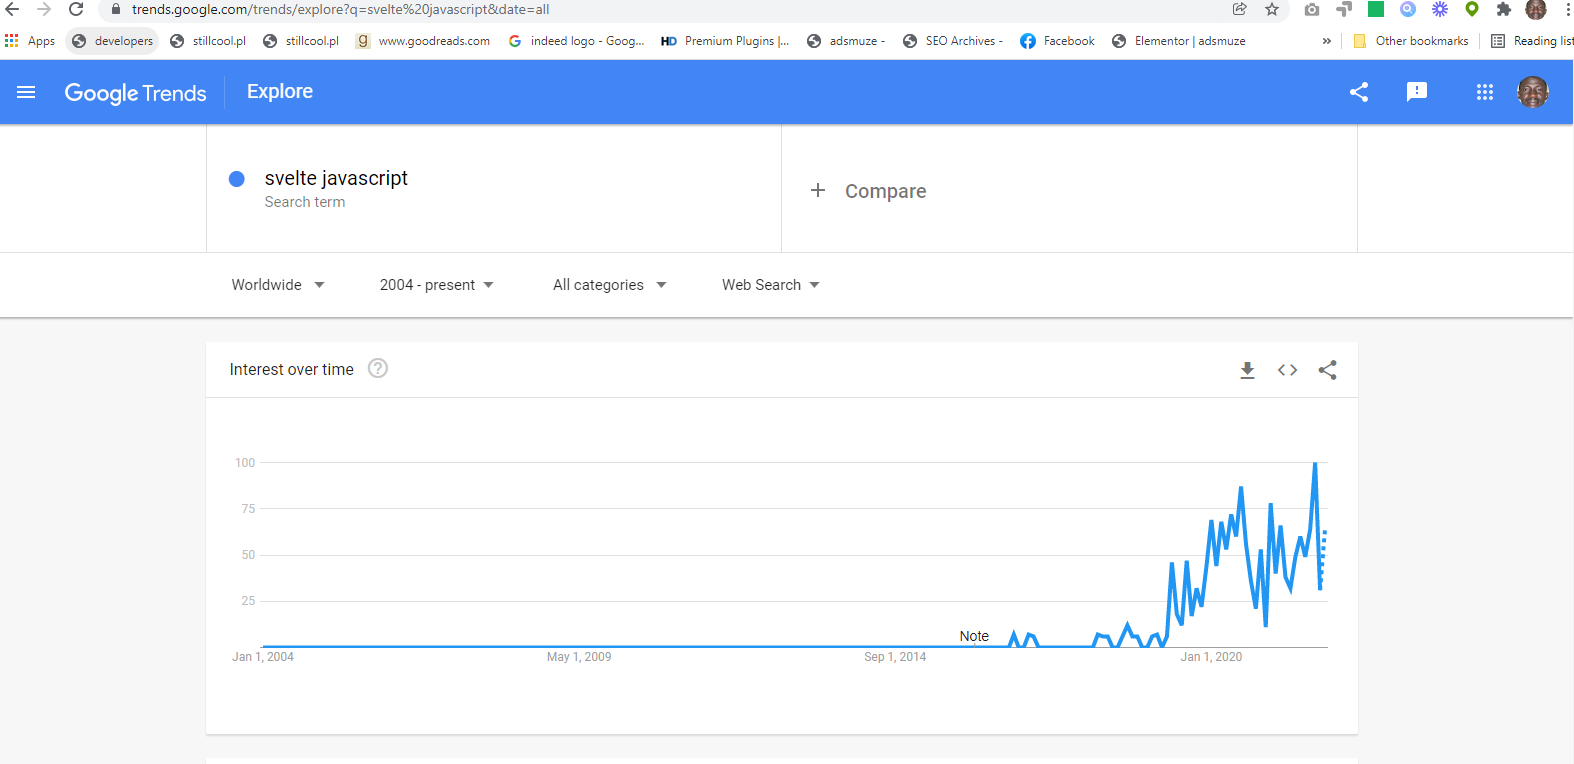 trends.google.com/trends/explore?q=svelte%20javascript&date=all
Apps developers stillcool.pl stillcool.pl g www.goodreads.com G indeed logo - Goog... HD Premium Plugins |... adsmuze - SEO Archives - Facebook Elementor | adsmuze » Other bookmarks Reading list
Google Trends Explore
svelte javascript
Search term
+ Compare
Worldwide 2004 - present All categories Web Search
Interest over time ?
100
75
50
25
Note
Jan 1, 2004 May 1, 2009 Sep 1, 2014 Jan 1, 2020